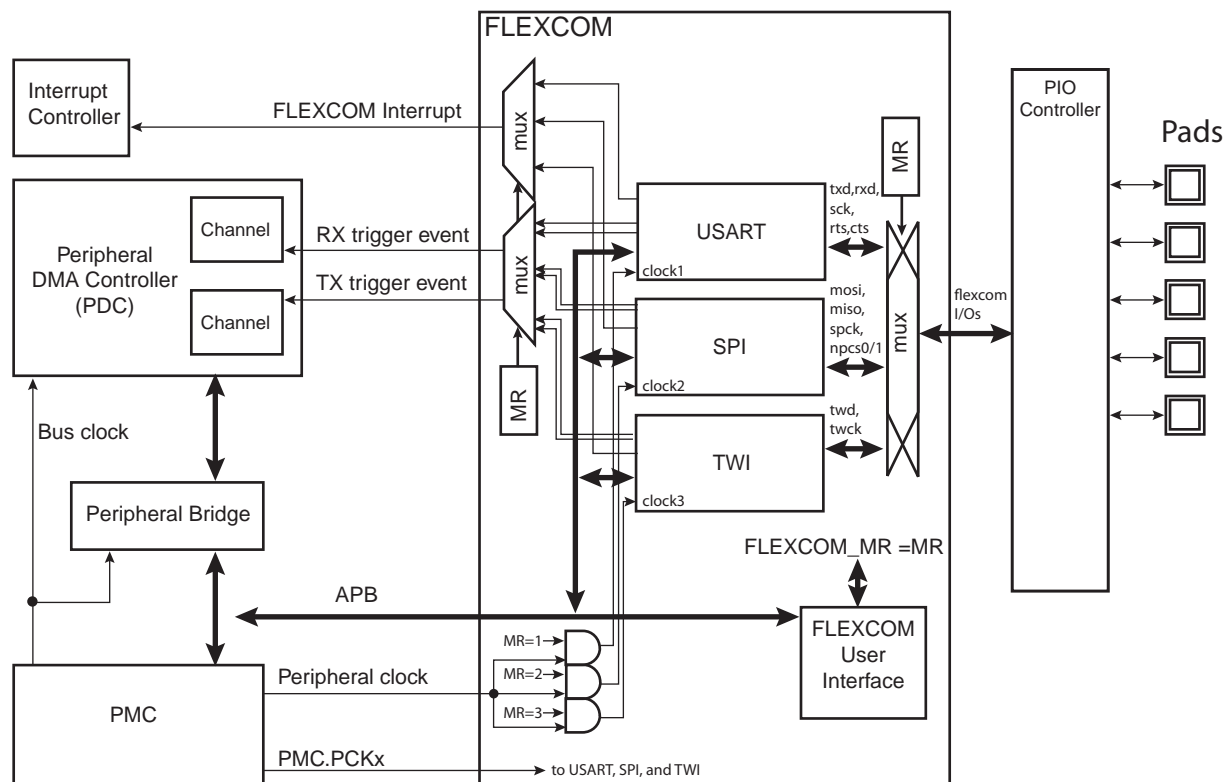 FLEXCOM
Interrupt
Controller
FLEXCOM Interrupt
mux
PIO
Controller
Pads
MR
Peripheral
DMA Controller
(PDC)
Channel
Channel
RX trigger event
TX trigger event
mux
MR
USART
clock1
txd,rxd,
sck,
rts,cts
SPI
clock2
mosi,
miso,
spck,
npcs0/1
TWI
clock3
twd,
twck
mux
flexcom
I/Os
Bus clock
Peripheral Bridge
FLEXCOM_MR =MR
APB
FLEXCOM
User
Interface
MR=1
MR=2
MR=3
Peripheral clock
PMC
PMC.PCKx
to USART, SPI, and TWI